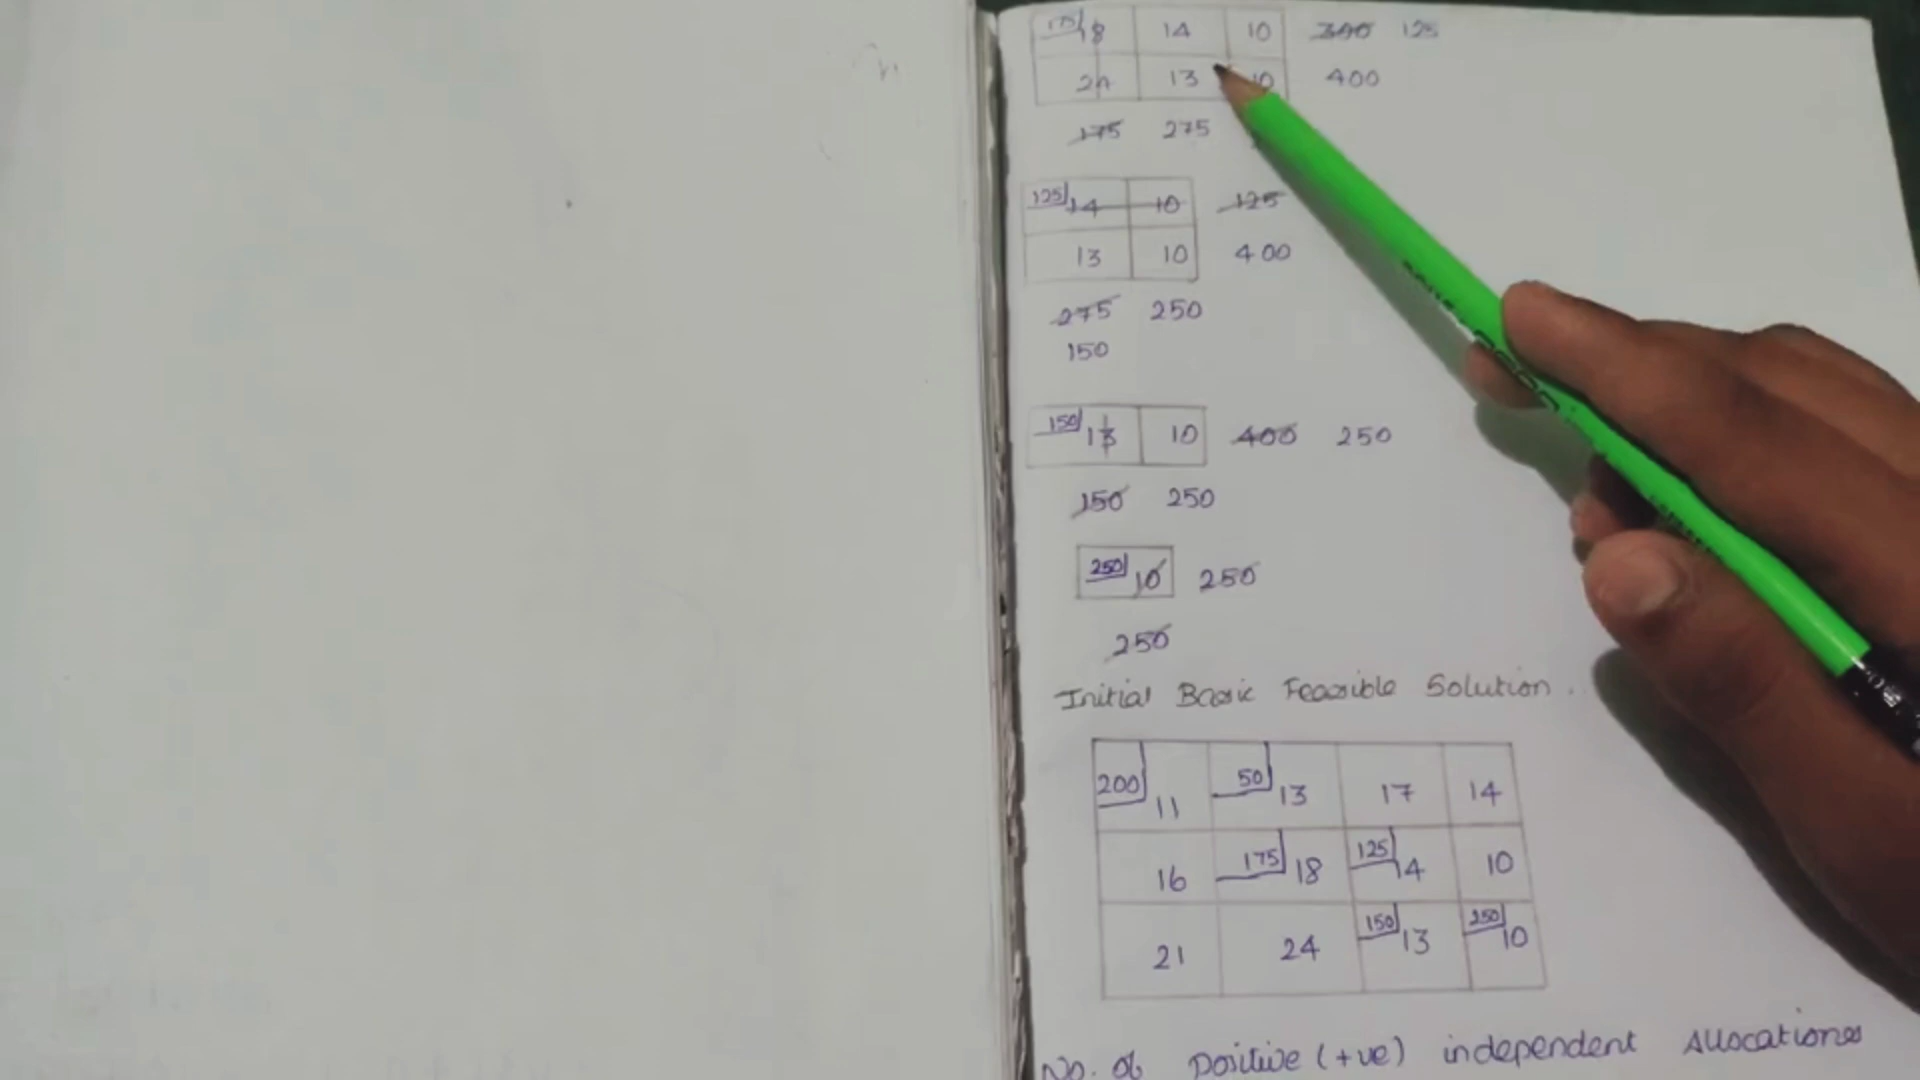 175 18 14 10 300 125
24 13 10 400
175 275
125 14 10 125
13 10 400
275 250
150
150 13 10 400 250
150 250
250 10 250
250
Initial Basic Feasible Solution.
200 11 50 13 17 14
16 175 18 125 14 10
21 24 150 13 250 10
No. of positive (+ve) independent Allocationes